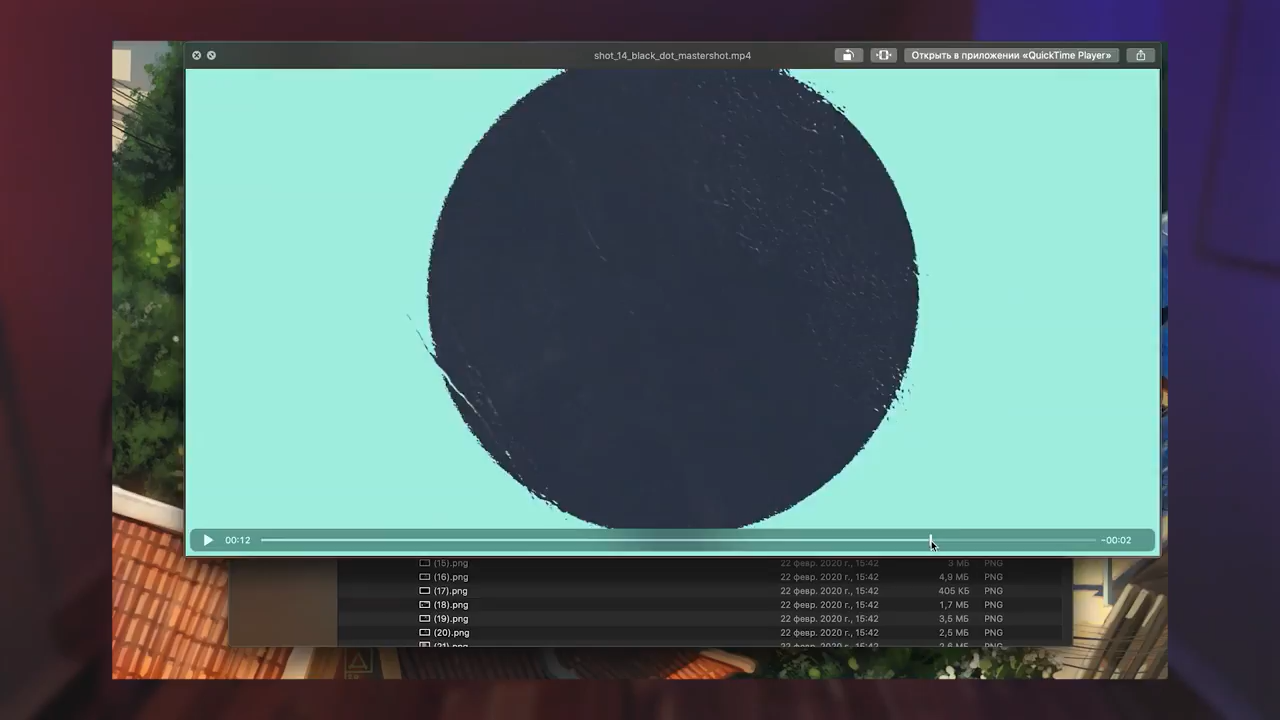 shot_14_black_dot_mastershot.mp4
Открыть в приложении «QuickTime Player»
00:12
-00:02
(15).png 22 февр. 2020 г., 15:42 3 МБ PNG
(16).png 22 февр. 2020 г., 15:42 4,9 МБ PNG
(17).png 22 февр. 2020 г., 15:42 405 КБ PNG
(18).png 22 февр. 2020 г., 15:42 1,7 МБ PNG
(19).png 22 февр. 2020 г., 15:42 3,5 МБ PNG
(20).png 22 февр. 2020 г., 15:42 2,5 МБ PNG